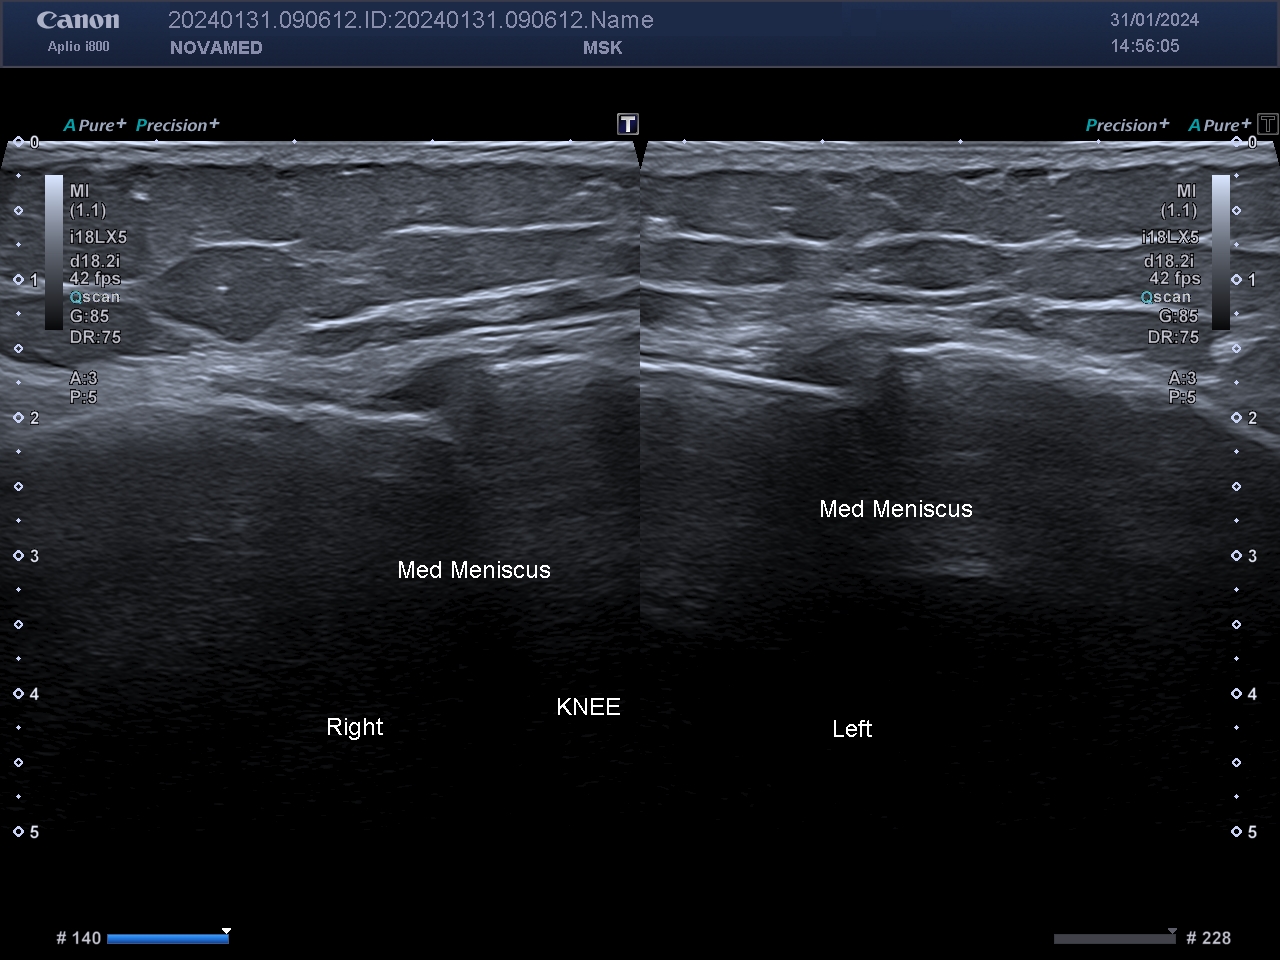 Canon
Aplio i800
20240131.090612.ID:20240131.090612.Name
NOVAMED
MSK
31/01/2024
14:56:05
A Pure+ Precision+
T
Precision+ A Pure+
T
0
MI
(1.1)
i18LX5
d18.2i
42 fps
Qscan
G:85
DR:75
A:3
P:5
1
2
3
4
5
0
MI
(1.1)
i18LX5
d18.2i
42 fps
Qscan
G:85
DR:75
A:3
P:5
1
2
3
4
5
Med Meniscus
Med Meniscus
KNEE
Right
Left
# 140
# 228